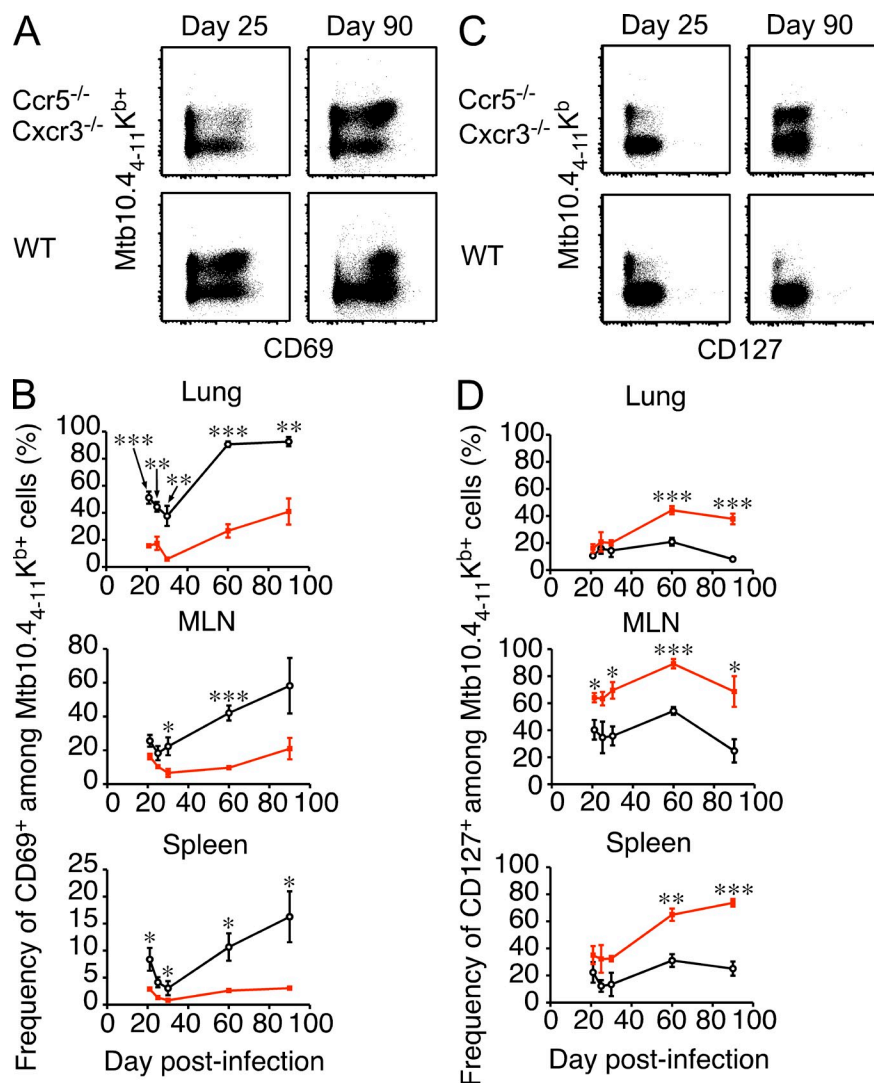 A Day 25 Day 90
Ccr5-/-
Cxcr3-/-
WT
Mtb10.4₄₋₁₁Kᵇ⁺
CD69
C Day 25 Day 90
Ccr5-/-
Cxcr3-/-
WT
Mtb10.4₄₋₁₁Kᵇ
CD127
B
Frequency of CD69⁺ among Mtb10.4₄₋₁₁Kᵇ⁺ cells (%)
Lung
100
80
60
40
20
0
*** ** ** *** **
0 20 40 60 80 100
MLN
80
60
40
20
0
* ***
0 20 40 60 80 100
Spleen
25
20
15
10
5
0
* * * *
0 20 40 60 80 100
Day post-infection
D
Frequency of CD127⁺ among Mtb10.4₄₋₁₁Kᵇ⁺ cells (%)
Lung
100
80
60
40
20
0
*** ***
0 20 40 60 80 100
MLN
100
80
60
40
20
0
* * *** *
0 20 40 60 80 100
Spleen
100
80
60
40
20
0
** ***
0 20 40 60 80 100
Day post-infection